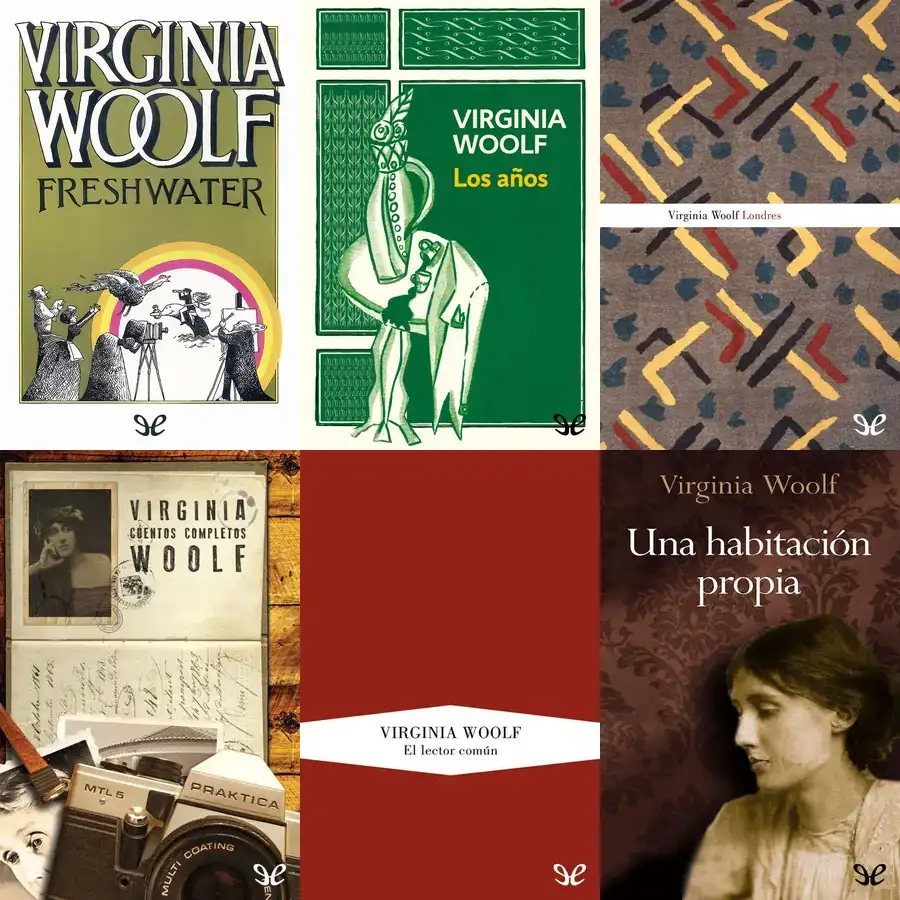 VIRGINIA
WOOLF
FRESHWATER
VIRGINIA
WOOLF
Los años
Virginia Woolf Londres
VIRGINIA
CUENTOS COMPLETOS
WOOLF
MTL 5
PRAKTICA
MULTI COATING
VIRGINIA WOOLF
El lector común
Virginia Woolf
Una habitación
propia